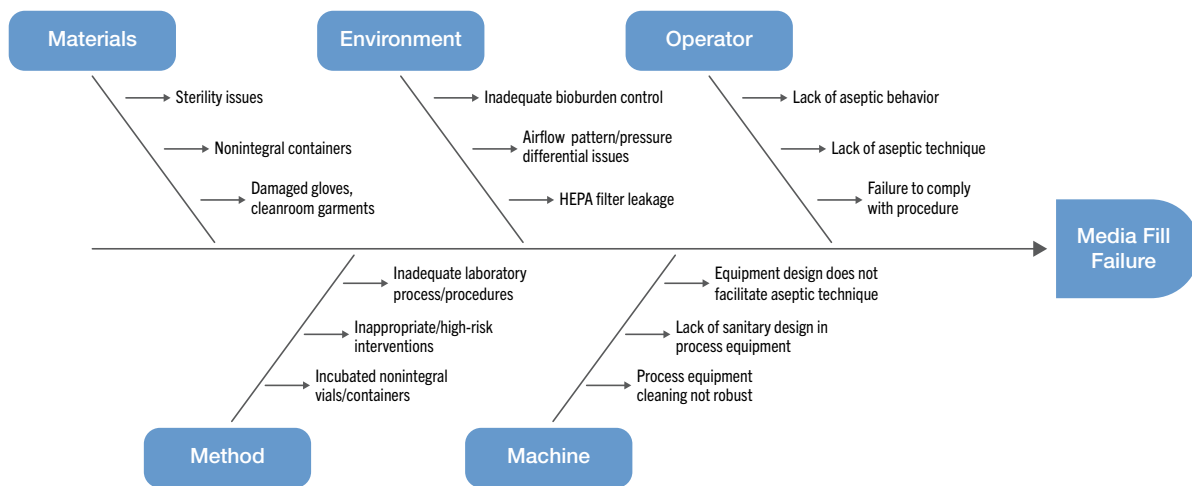 Materials
Environment
Operator
Sterility issues
Nonintegral containers
Damaged gloves,
cleanroom garments
Inadequate bioburden control
Airflow pattern/pressure
differential issues
HEPA filter leakage
Lack of aseptic behavior
Lack of aseptic technique
Failure to comply
with procedure
Media Fill
Failure
Inadequate laboratory
process/procedures
Inappropriate/high-risk
interventions
Incubated nonintegral
vials/containers
Equipment design does not
facilitate aseptic technique
Lack of sanitary design in
process equipment
Process equipment
cleaning not robust
Method
Machine